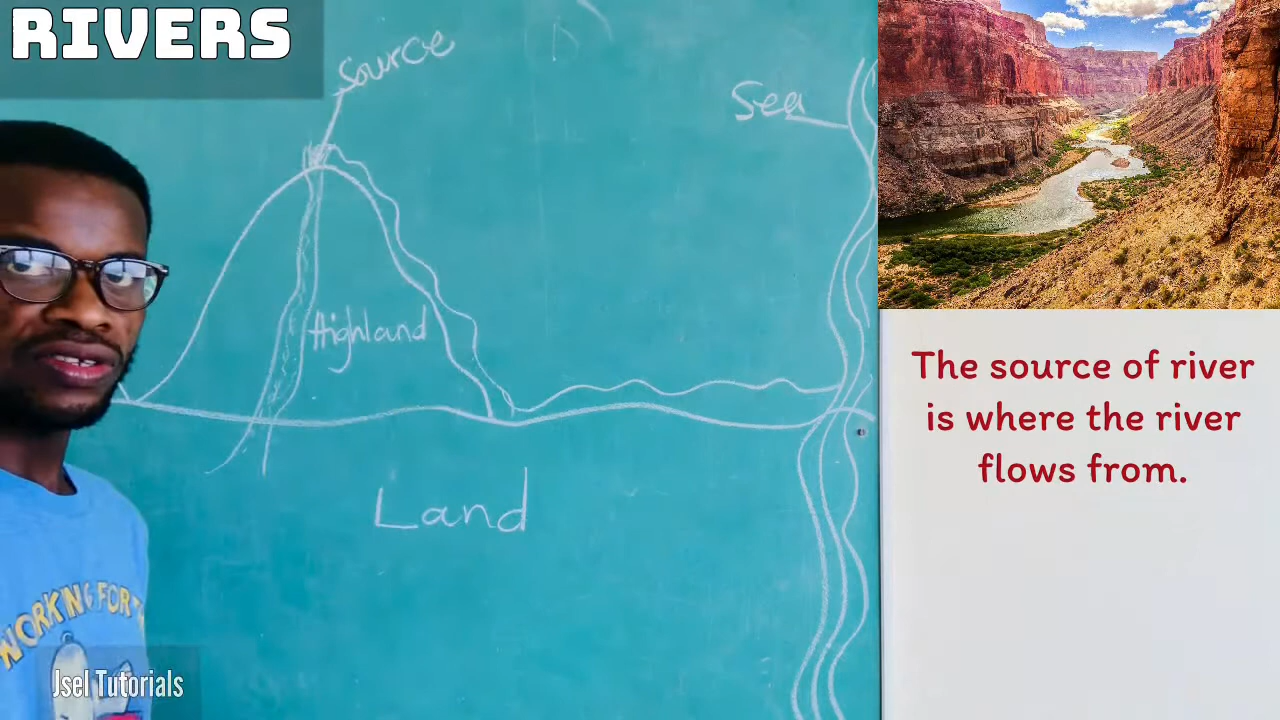 RIVERS
Source
Sea
Highland
Land
The source of river
is where the river
flows from.
WORKING FOR
Jsel Tutorials